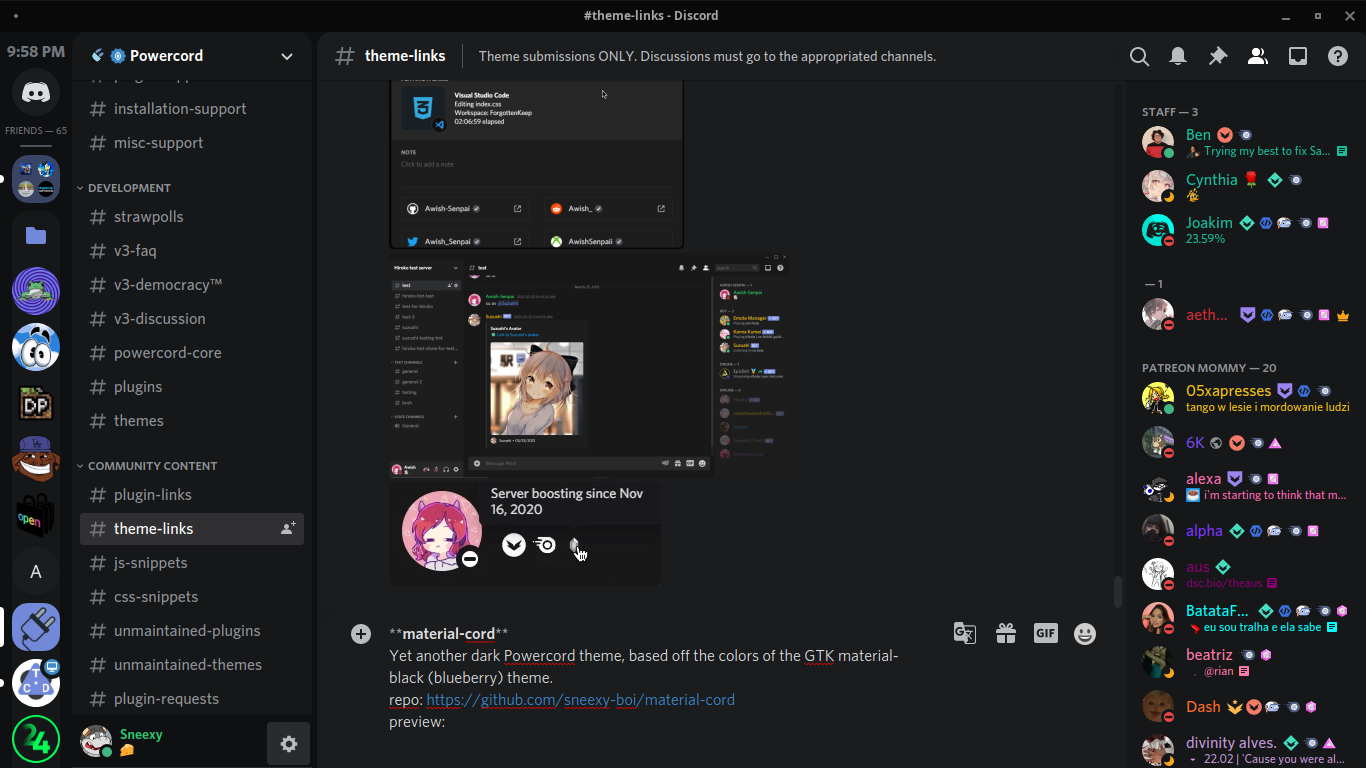 #theme-links - Discord
9:58 PM
FRIENDS — 65
A
Powercord
installation-support
misc-support
DEVELOPMENT
strawpolls
v3-faq
v3-democracy™
v3-discussion
powercord-core
plugins
themes
COMMUNITY CONTENT
plugin-links
theme-links
js-snippets
css-snippets
unmaintained-plugins
unmaintained-themes
plugin-requests
Sneexy
theme-links
Theme submissions ONLY. Discussions must go to the appropriated channels.
Visual Studio Code
Editing index.css
Workspace: ForgottenKeep
02:06:59 elapsed
NOTE
Click to add a note
Awish-Senpai
Awish_
Awish_Senpai
AwishSenpaii
Hiroko test server
test
Suzushi's Avatar
Server boosting since Nov
16, 2020
**material-cord**
Yet another dark Powercord theme, based off the colors of the GTK material-
black (blueberry) theme.
repo: https://github.com/sneexy-boi/material-cord
preview:
GIF
STAFF — 3
Ben
Trying my best to fix Sa...
Cynthia
Joakim
23.59%
— 1
aeth...
PATREON MOMMY — 20
05xapresses
tango w lesie i mordowanie ludzi
6K
alexa
i'm starting to think that m...
alpha
aus
dsc.bio/theaus
BatataF...
eu sou tralha e ela sabe
beatriz
@rian
Dash
divinity alves.
22.02 | `Cause you were al...